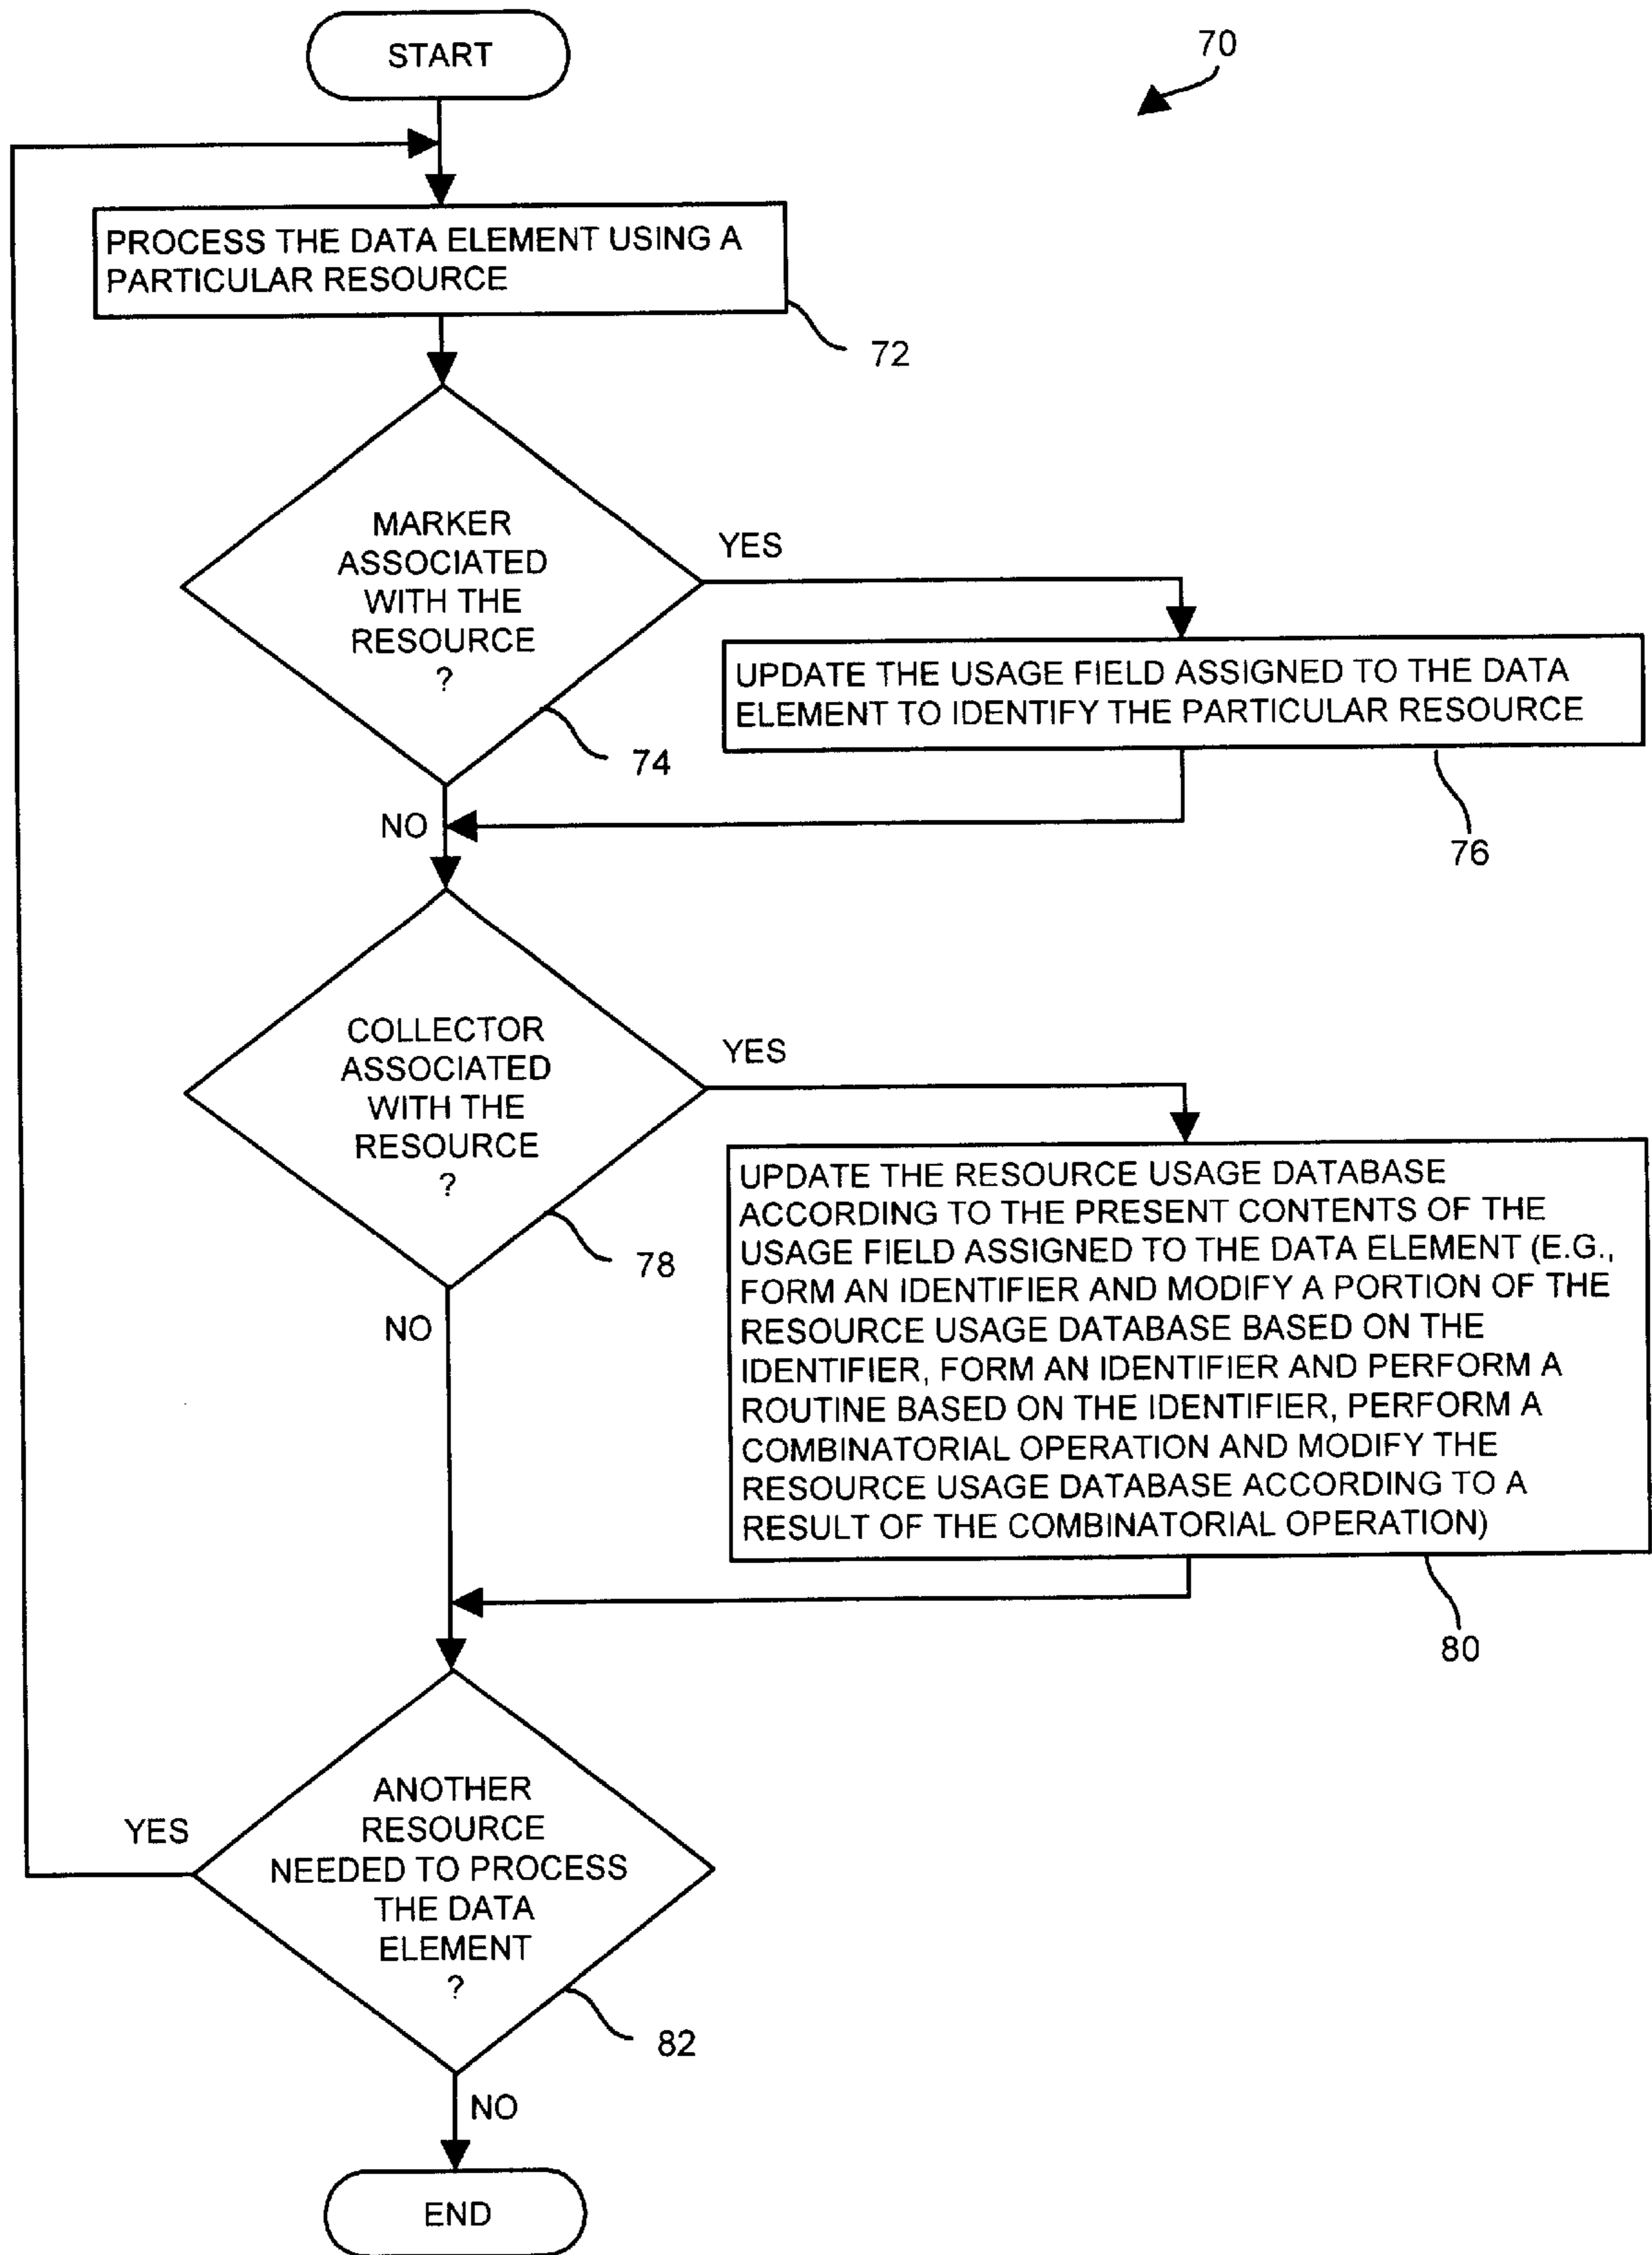 START
70
PROCESS THE DATA ELEMENT USING A
PARTICULAR RESOURCE
72
MARKER
ASSOCIATED
WITH THE
RESOURCE
?
YES
74
UPDATE THE USAGE FIELD ASSIGNED TO THE DATA
ELEMENT TO IDENTIFY THE PARTICULAR RESOURCE
76
NO
COLLECTOR
ASSOCIATED
WITH THE
RESOURCE
?
YES
78
UPDATE THE RESOURCE USAGE DATABASE
ACCORDING TO THE PRESENT CONTENTS OF THE
USAGE FIELD ASSIGNED TO THE DATA ELEMENT (E.G.,
FORM AN IDENTIFIER AND MODIFY A PORTION OF THE
RESOURCE USAGE DATABASE BASED ON THE
IDENTIFIER, FORM AN IDENTIFIER AND PERFORM A
ROUTINE BASED ON THE IDENTIFIER, PERFORM A
COMBINATORIAL OPERATION AND MODIFY THE
RESOURCE USAGE DATABASE ACCORDING TO A
RESULT OF THE COMBINATORIAL OPERATION)
80
NO
ANOTHER
RESOURCE
NEEDED TO PROCESS
THE DATA
ELEMENT
?
YES
82
NO
END